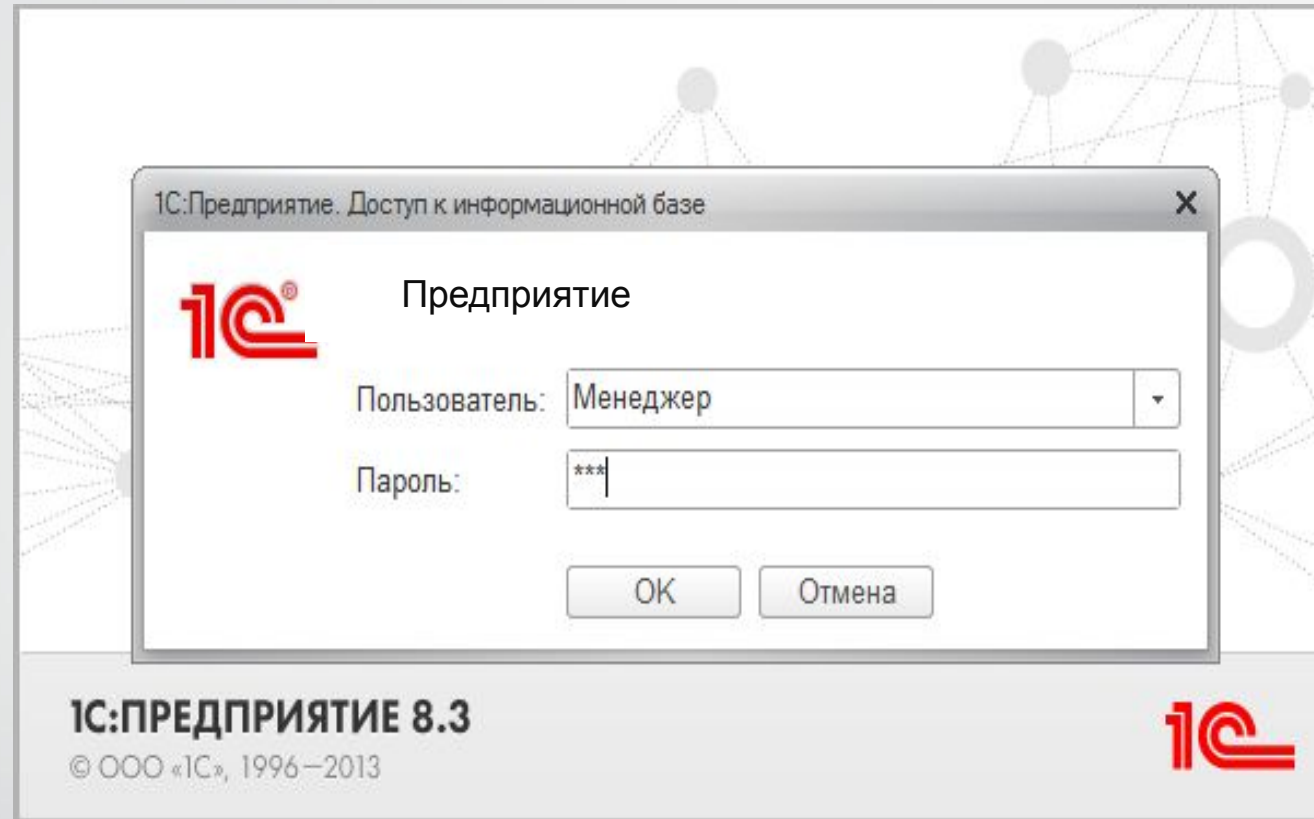 1С:Предприятие. Доступ к информационной базе
1С®
Предприятие
Пользователь: Менеджер
Пароль: ***
OK Отмена
1С:ПРЕДПРИЯТИЕ 8.3
© ООО «1С», 1996—2013
1С